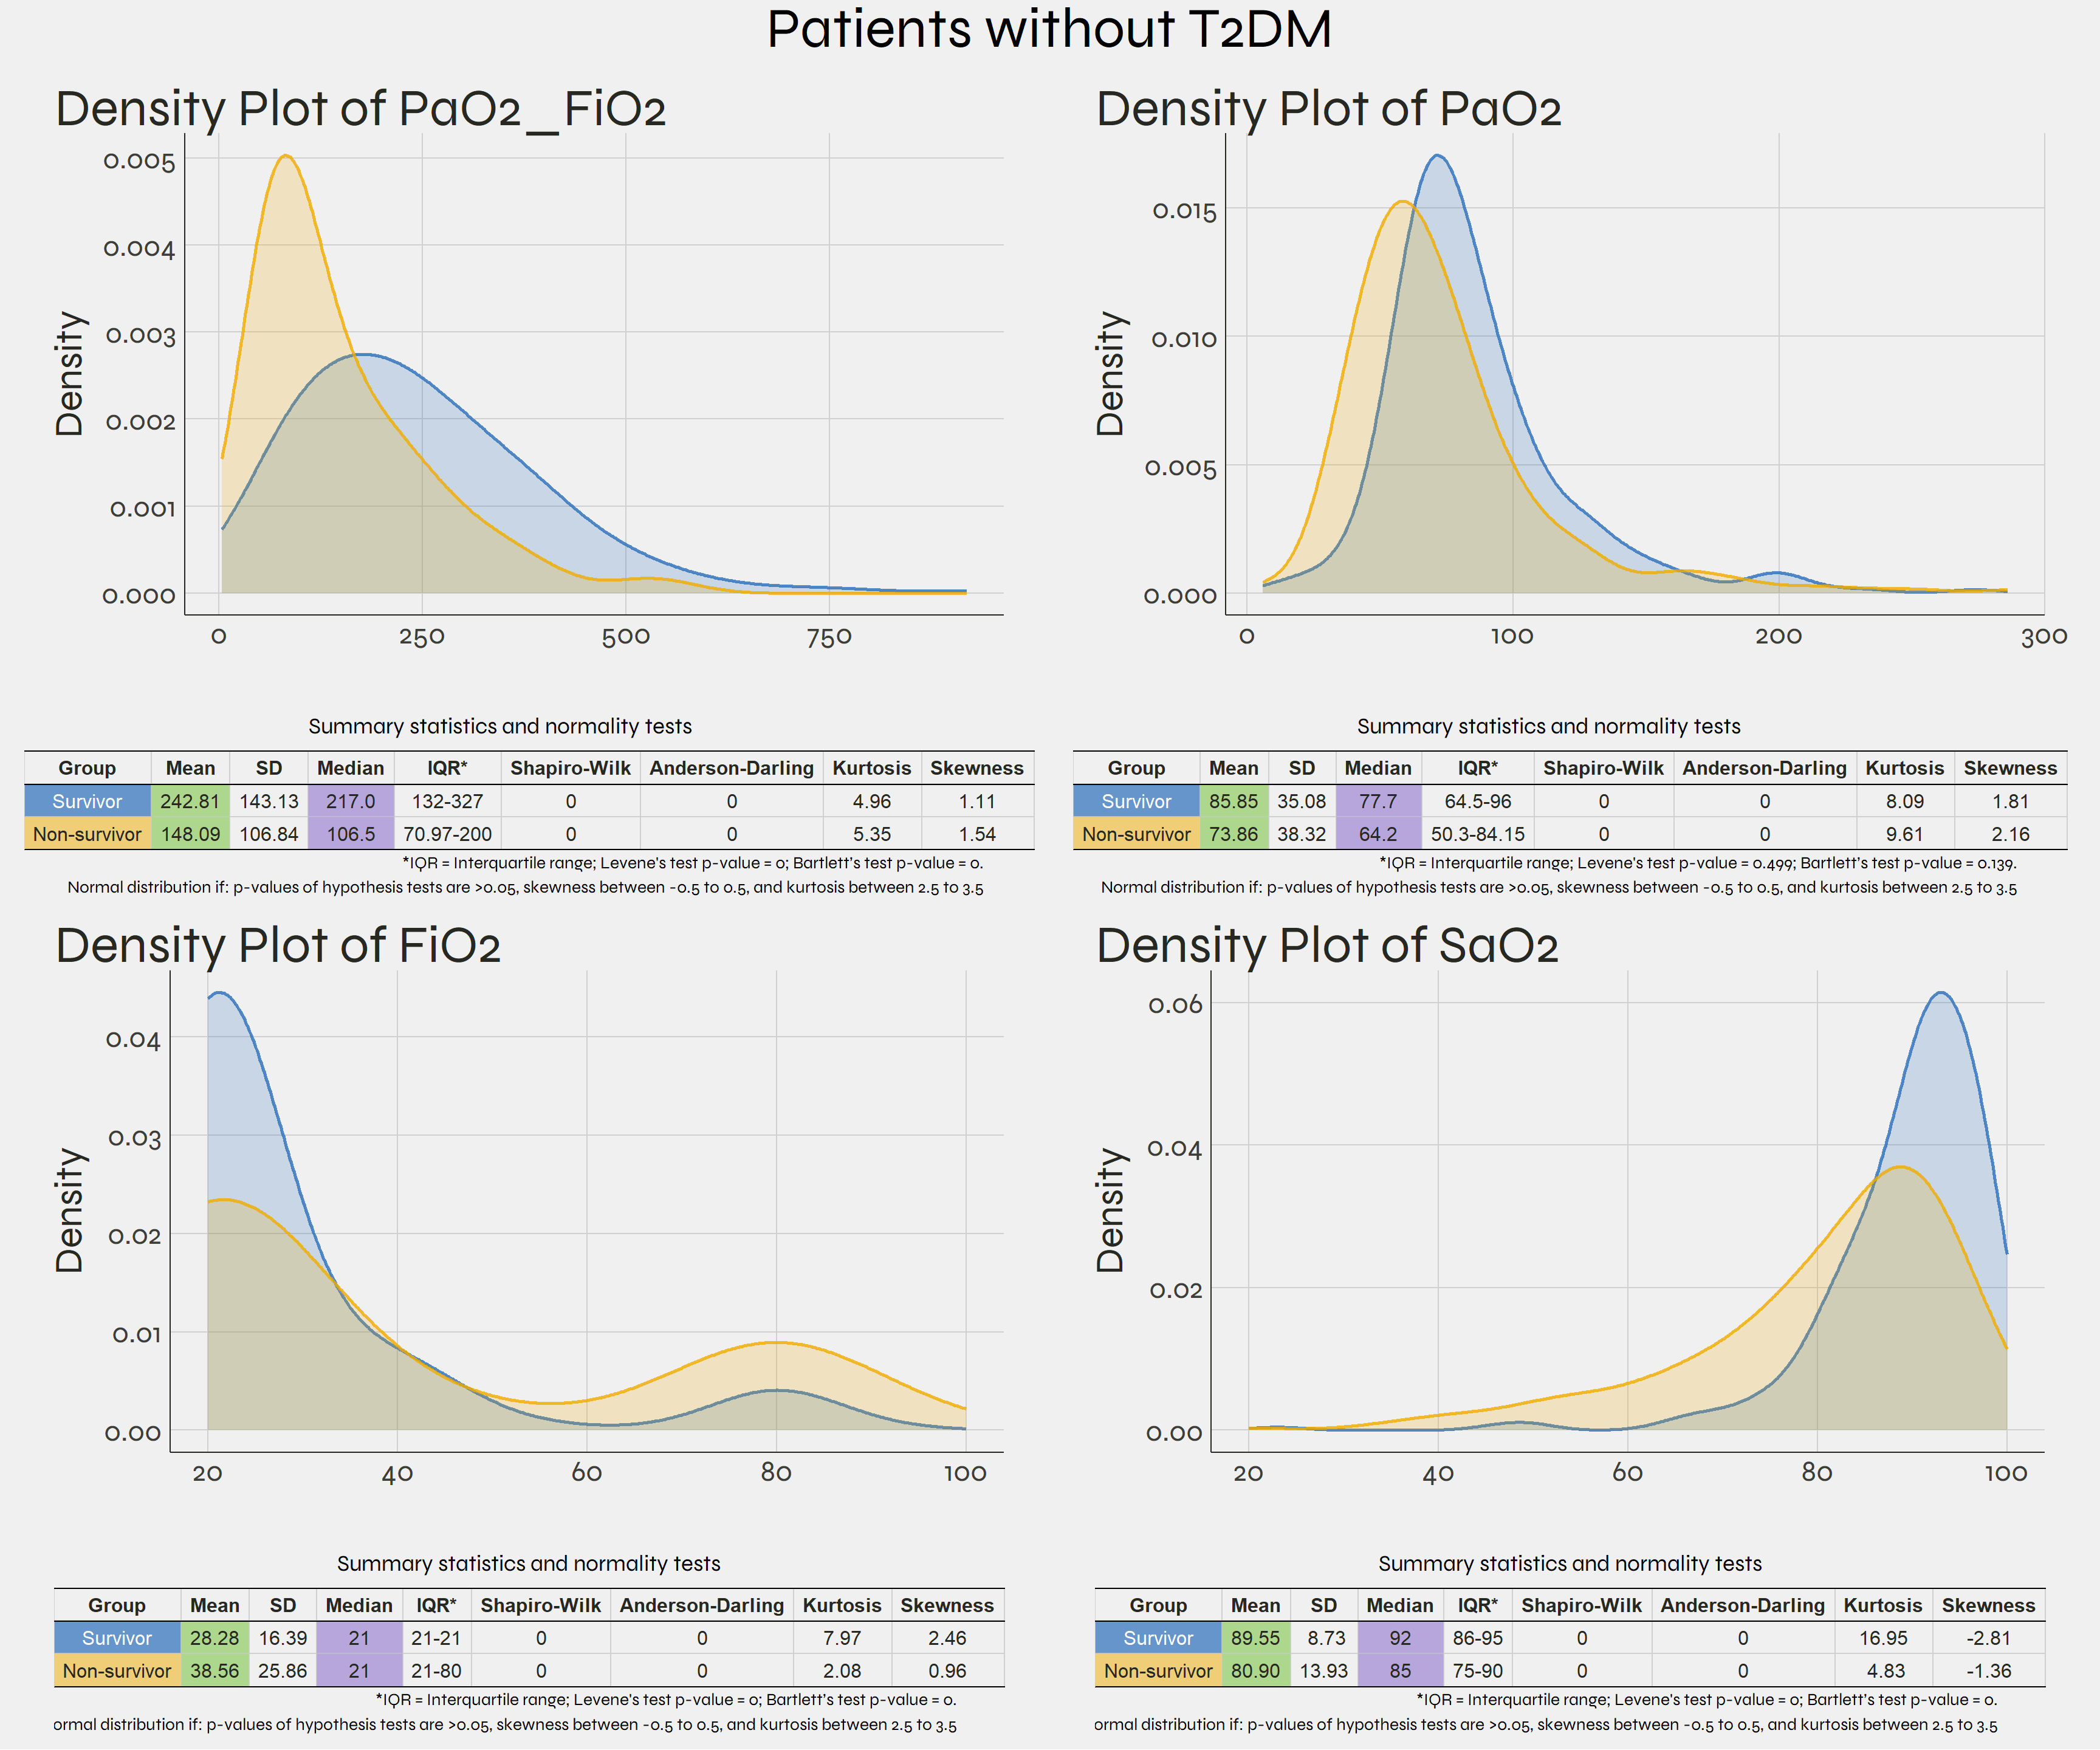 Patients without T2DM
Density Plot of PaO2_FiO2
0.005
0.004
0.003
0.002
0.001
0.000
Density
0 250 500 750
Summary statistics and normality tests
Group Mean SD Median IQR* Shapiro-Wilk Anderson-Darling Kurtosis Skewness
Survivor 242.81 143.13 217.0 132-327 0 0 4.96 1.11
Non-survivor 148.09 106.84 106.5 70.97-200 0 0 5.35 1.54
*IQR = Interquartile range; Levene's test p-value = 0; Bartlett's test p-value = 0.
Normal distribution if: p-values of hypothesis tests are >0.05, skewness between -0.5 to 0.5, and kurtosis between 2.5 to 3.5
Density Plot of PaO2
0.015
0.010
0.005
0.000
Density
0 100 200 300
Summary statistics and normality tests
Group Mean SD Median IQR* Shapiro-Wilk Anderson-Darling Kurtosis Skewness
Survivor 85.85 35.08 77.7 64.5-96 0 0 8.09 1.81
Non-survivor 73.86 38.32 64.2 50.3-84.15 0 0 9.61 2.16
*IQR = Interquartile range; Levene's test p-value = 0.499; Bartlett's test p-value = 0.139.
Normal distribution if: p-values of hypothesis tests are >0.05, skewness between -0.5 to 0.5, and kurtosis between 2.5 to 3.5
Density Plot of FiO2
0.04
0.03
0.02
0.01
0.00
Density
20 40 60 80 100
Summary statistics and normality tests
Group Mean SD Median IQR* Shapiro-Wilk Anderson-Darling Kurtosis Skewness
Survivor 28.28 16.39 21 21-21 0 0 7.97 2.46
Non-survivor 38.56 25.86 21 21-80 0 0 2.08 0.96
*IQR = Interquartile range; Levene's test p-value = 0; Bartlett's test p-value = 0.
ormal distribution if: p-values of hypothesis tests are >0.05, skewness between -0.5 to 0.5, and kurtosis between 2.5 to 3.5
Density Plot of SaO2
0.06
0.04
0.02
0.00
Density
20 40 60 80 100
Summary statistics and normality tests
Group Mean SD Median IQR* Shapiro-Wilk Anderson-Darling Kurtosis Skewness
Survivor 89.55 8.73 92 86-95 0 0 16.95 -2.81
Non-survivor 80.90 13.93 85 75-90 0 0 4.83 -1.36
*IQR = Interquartile range; Levene's test p-value = 0; Bartlett's test p-value = 0.
ormal distribution if: p-values of hypothesis tests are >0.05, skewness between -0.5 to 0.5, and kurtosis between 2.5 to 3.5